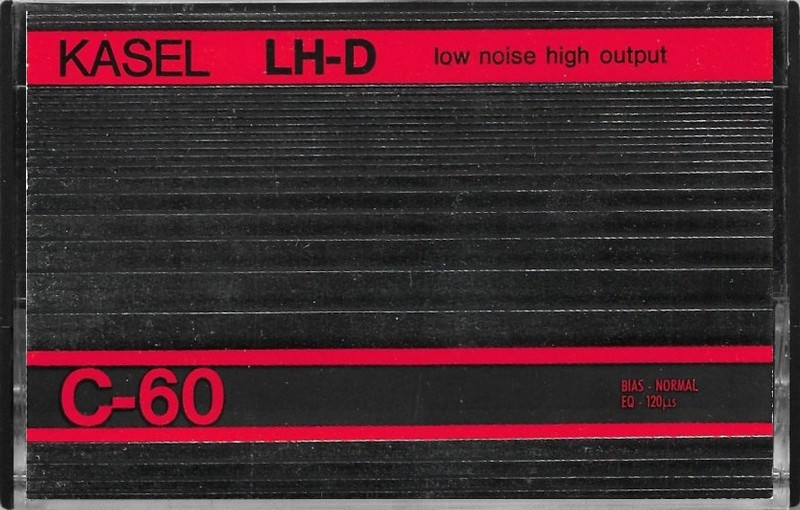 KASEL LH-D low noise high output
C-60
BIAS - NORMAL
EQ - 120µs